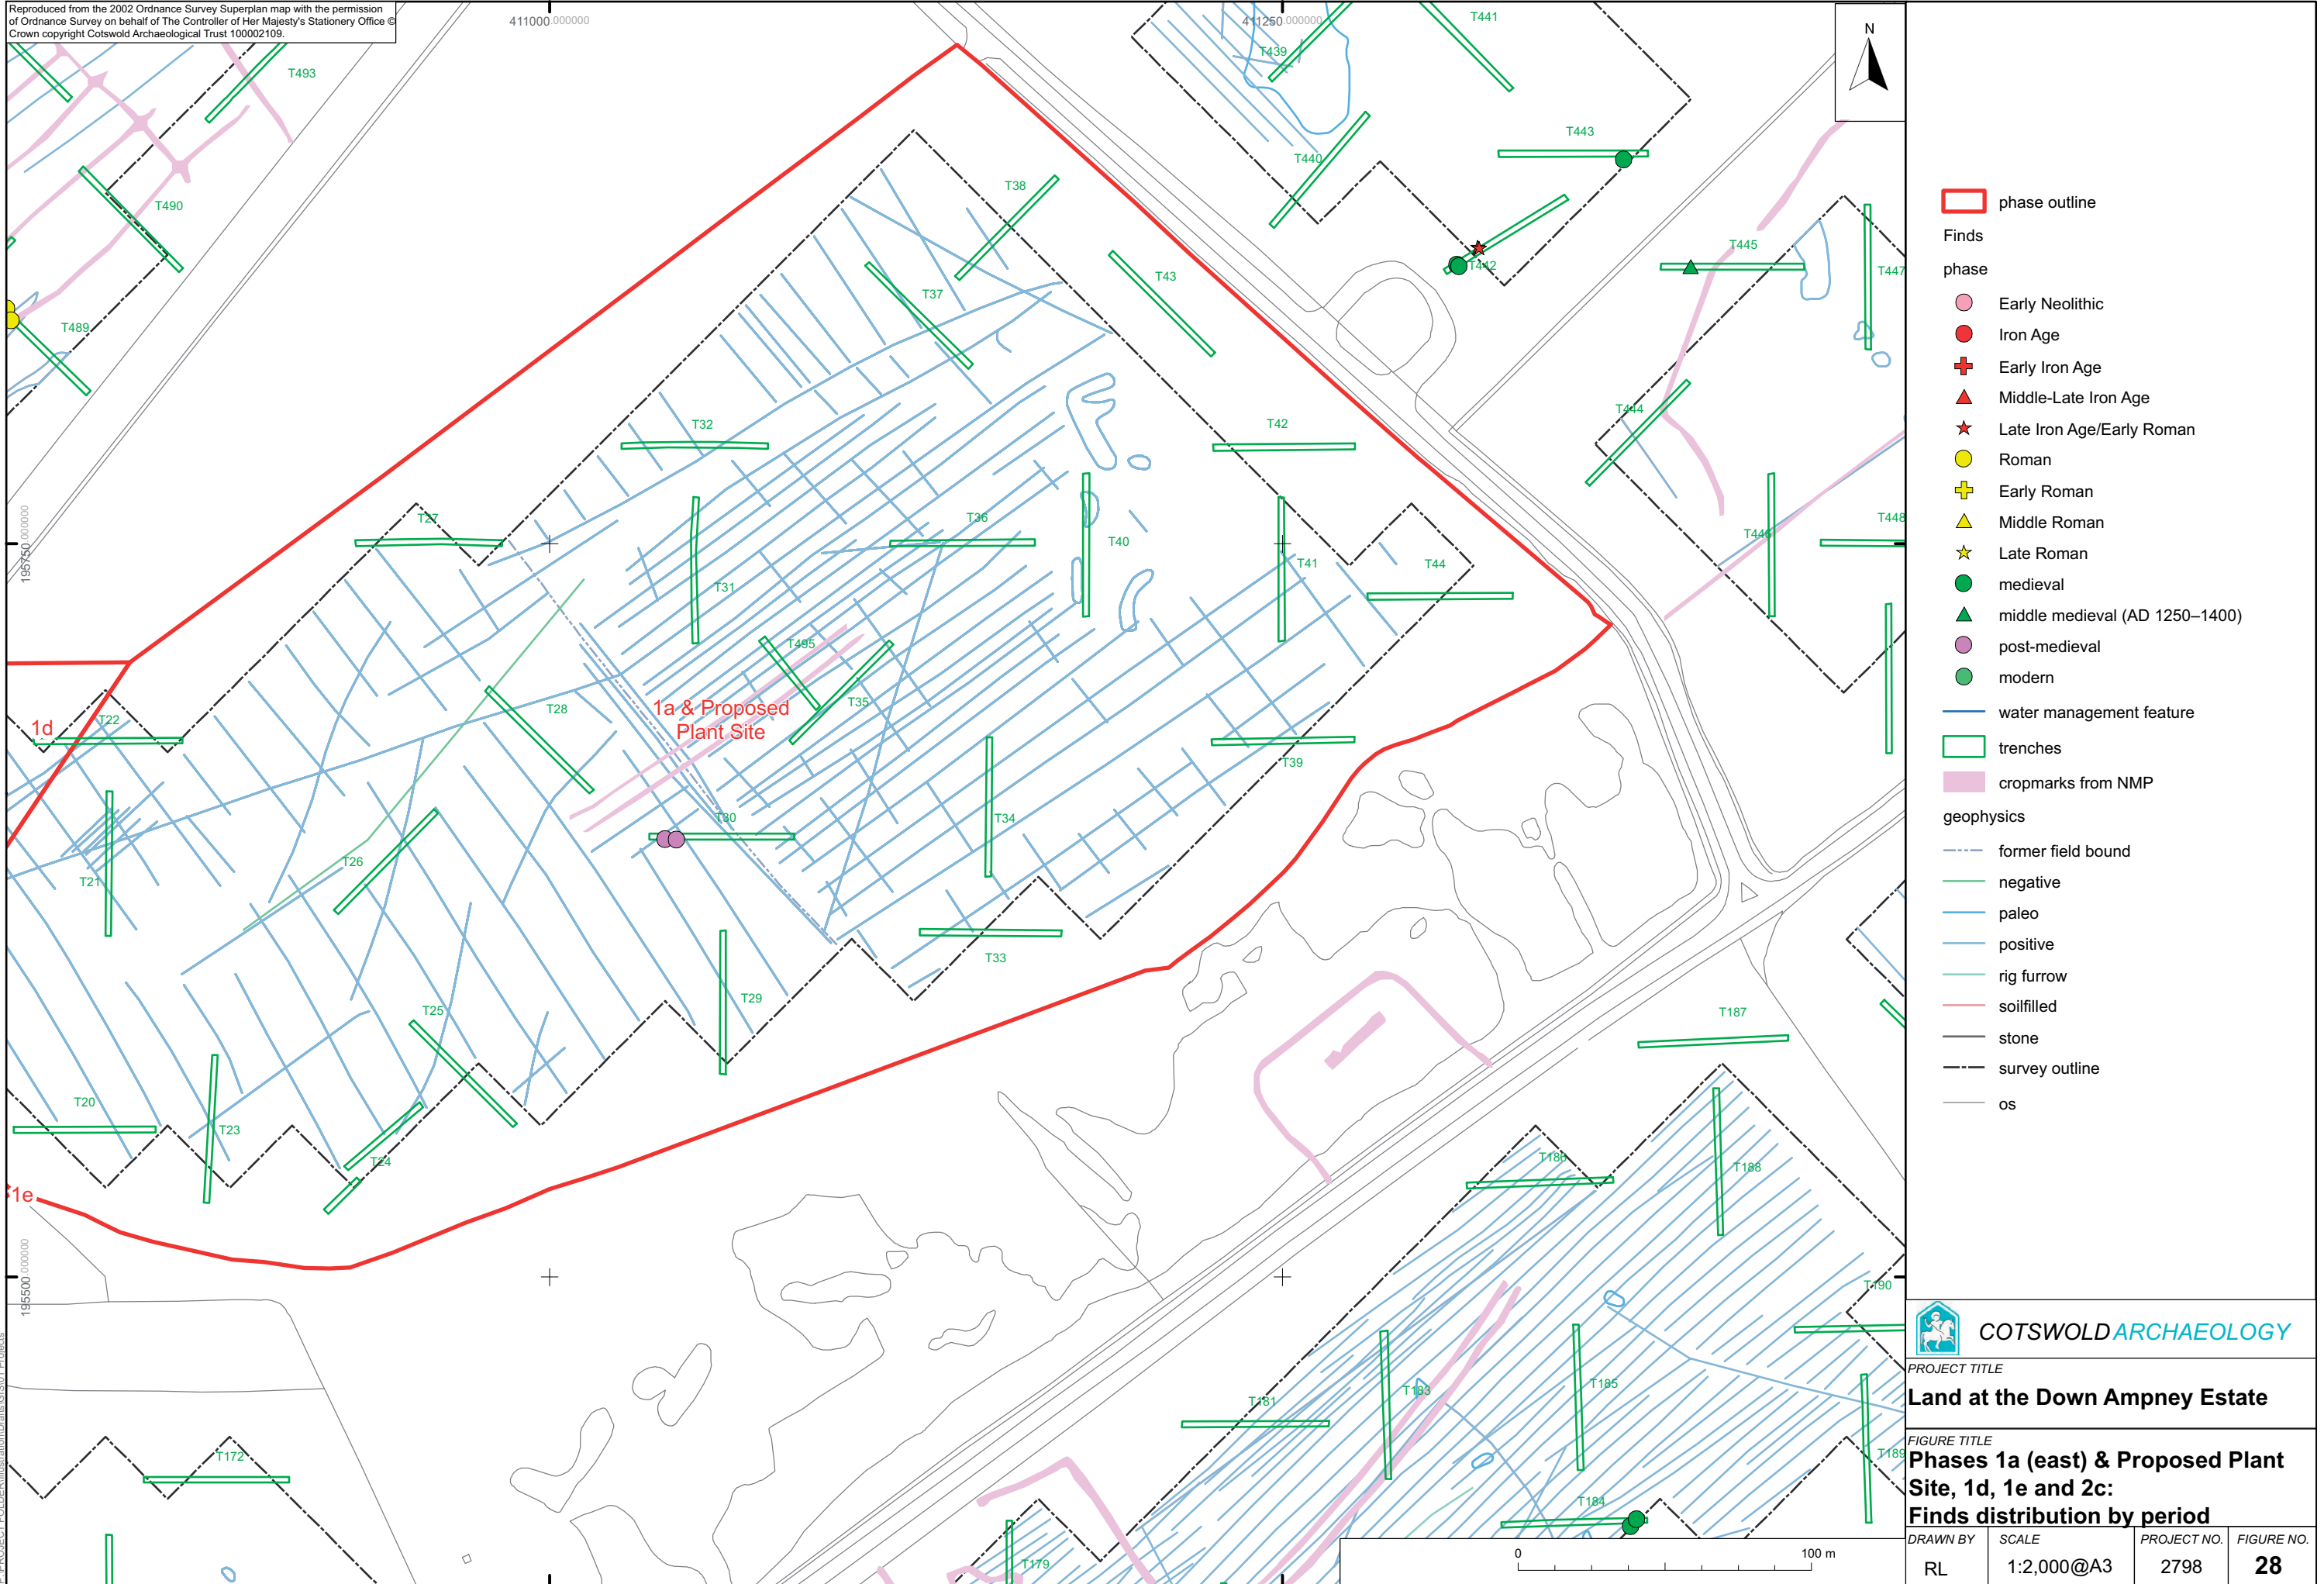 Reproduced from the 2002 Ordnance Survey Superplan map with the permission
of Ordnance Survey on behalf of The Controller of Her Majesty's Stationery Office ©
Crown copyright Cotswold Archaeological Trust 100002109.
411000.000000
411250.000000
195750.000000
195500.000000
N
T493
T490
T489
T439
T441
T440
T443
T442
T445
T447
T444
T446
T448
T38
T37
T43
T32
T42
T27
T36
T40
T41
T44
T31
T495
T35
T28
1a & Proposed
Plant Site
1d
T22
T39
T30
T34
T26
T21
T33
T29
T25
T20
T23
T24
1e
T187
T186
T188
T190
T183
T185
T181
T189
T172
T184
T179
0
100 m
phase outline
Finds
phase
Early Neolithic
Iron Age
Early Iron Age
Middle-Late Iron Age
Late Iron Age/Early Roman
Roman
Early Roman
Middle Roman
Late Roman
medieval
middle medieval (AD 1250–1400)
post-medieval
modern
water management feature
trenches
cropmarks from NMP
geophysics
former field bound
negative
paleo
positive
rig furrow
soilfilled
stone
survey outline
os
COTSWOLD ARCHAEOLOGY
PROJECT TITLE
Land at the Down Ampney Estate
FIGURE TITLE
Phases 1a (east) & Proposed Plant
Site, 1d, 1e and 2c:
Finds distribution by period
DRAWN BY
RL
SCALE
1:2,000@A3
PROJECT NO.
2798
FIGURE NO.
28